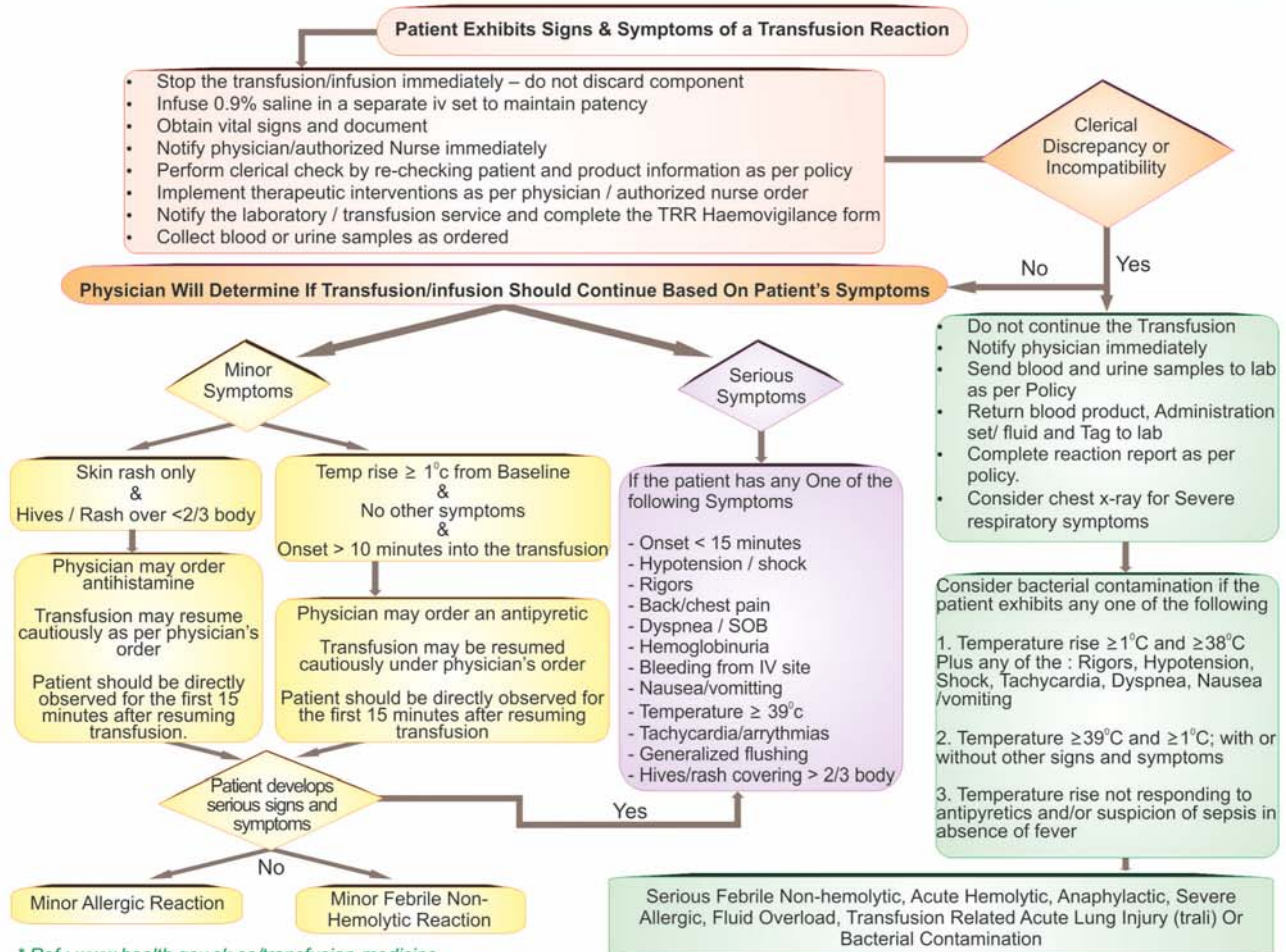 Patient Exhibits Signs & Symptoms of a Transfusion Reaction
• Stop the transfusion/infusion immediately – do not discard component
• Infuse 0.9% saline in a separate iv set to maintain patency
• Obtain vital signs and document
• Notify physician/authorized Nurse immediately
• Perform clerical check by re-checking patient and product information as per policy
• Implement therapeutic interventions as per physician / authorized nurse order
• Notify the laboratory / transfusion service and complete the TRR Haemovigilance form
• Collect blood or urine samples as ordered
Clerical
Discrepancy or
Incompatibility
No
Yes
Physician Will Determine If Transfusion/infusion Should Continue Based On Patient's Symptoms
Minor
Symptoms
Serious
Symptoms
Skin rash only
&
Hives / Rash over <2/3 body
Temp rise ≥ 1⁰c from Baseline
&
No other symptoms
&
Onset > 10 minutes into the transfusion
Physician may order
antihistamine
Transfusion may resume
cautiously as per physician's
order
Patient should be directly
observed for the first 15
minutes after resuming
transfusion.
Physician may order an antipyretic
Transfusion may be resumed
cautiously under physician's order
Patient should be directly observed for
the first 15 minutes after resuming
transfusion
If the patient has any One of the
following Symptoms
- Onset < 15 minutes
- Hypotension / shock
- Rigors
- Back/chest pain
- Dyspnea / SOB
- Hemoglobinuria
- Bleeding from IV site
- Nausea/vomitting
- Temperature ≥ 39⁰c
- Tachycardia/arrythmias
- Generalized flushing
- Hives/rash covering > 2/3 body
• Do not continue the Transfusion
• Notify physician immediately
• Send blood and urine samples to lab
as per Policy
• Return blood product, Administration
set/ fluid and Tag to lab
• Complete reaction report as per
policy.
• Consider chest x-ray for Severe
respiratory symptoms
Consider bacterial contamination if the
patient exhibits any one of the following
1. Temperature rise ≥1⁰C and ≥38⁰C
Plus any of the : Rigors, Hypotension,
Shock, Tachycardia, Dyspnea, Nausea
/vomiting
2. Temperature ≥39⁰C and ≥1⁰C; with or
without other signs and symptoms
3. Temperature rise not responding to
antipyretics and/or suspicion of sepsis in
absence of fever
Patient develops
serious signs and
symptoms
Yes
No
Minor Allergic Reaction
Minor Febrile Non-
Hemolytic Reaction
Serious Febrile Non-hemolytic, Acute Hemolytic, Anaphylactic, Severe
Allergic, Fluid Overload, Transfusion Related Acute Lung Injury (trali) Or
Bacterial Contamination